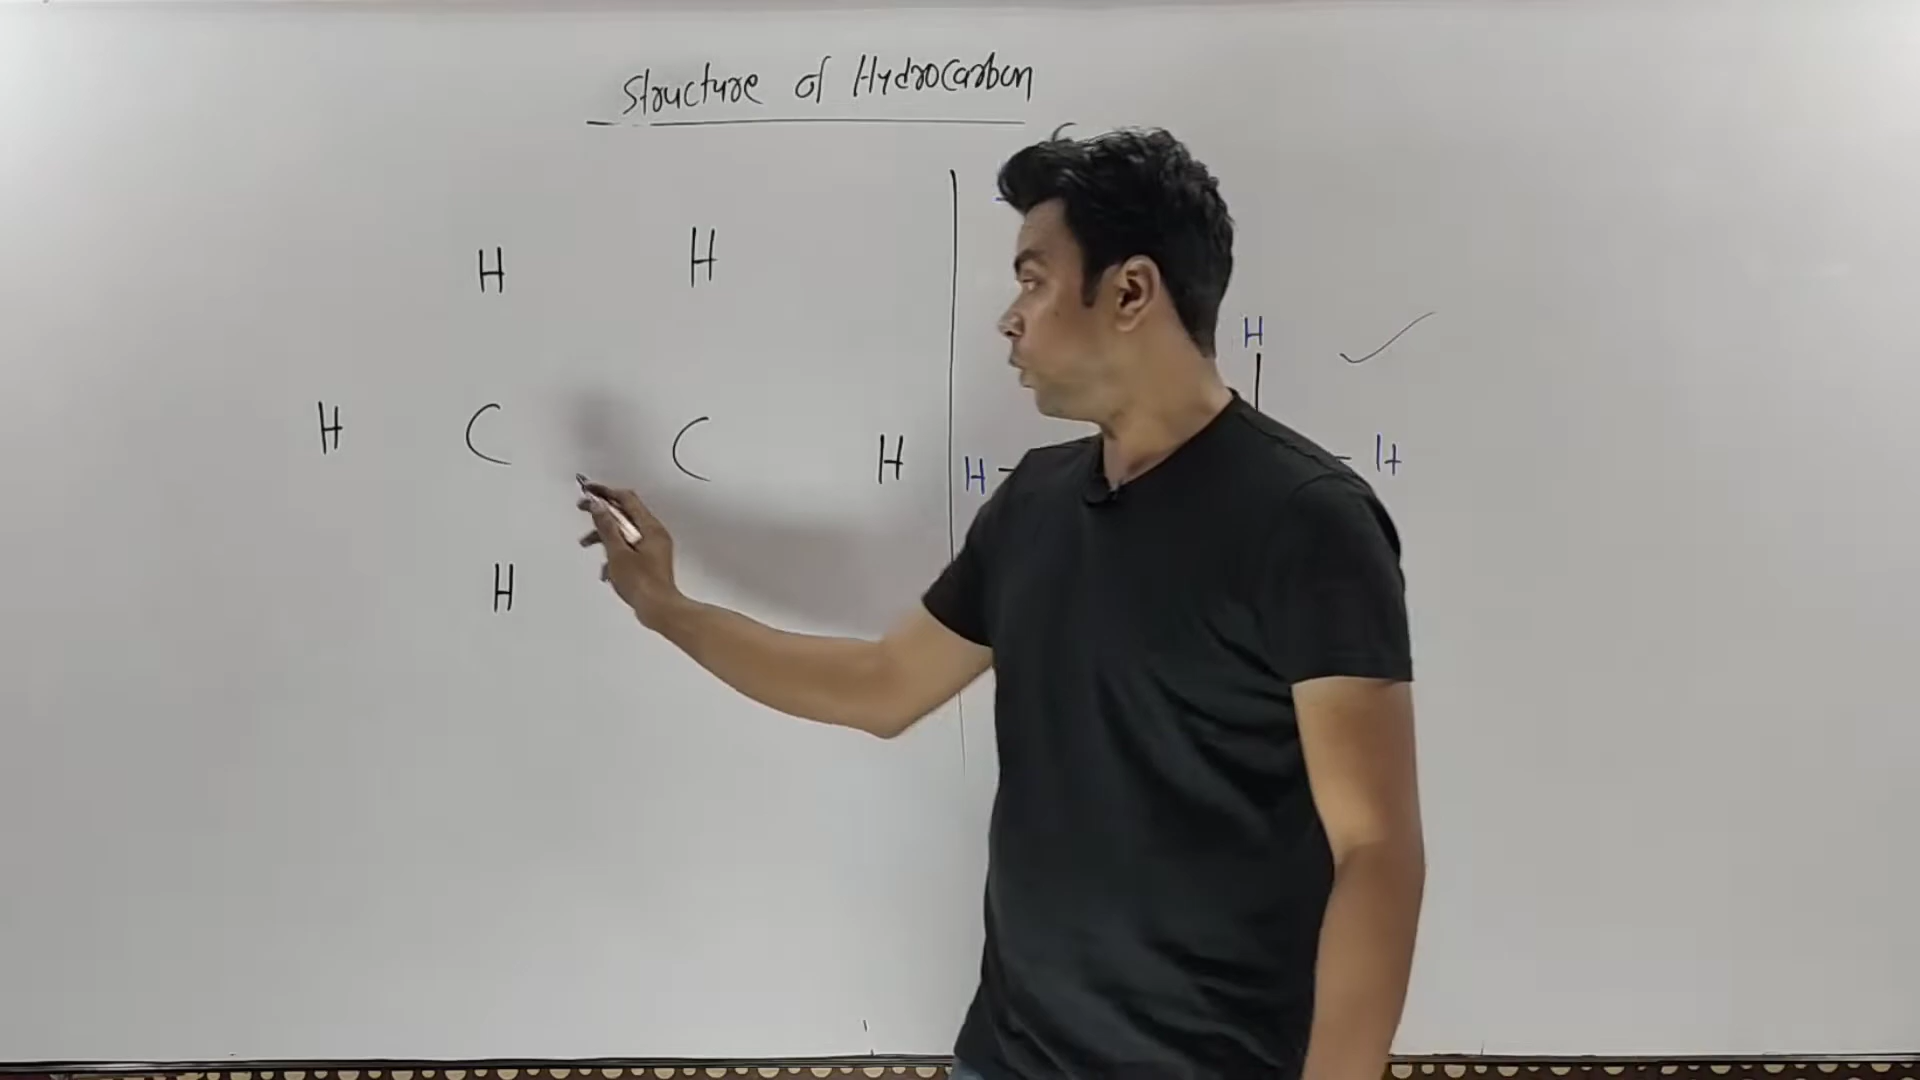 Structure of Hydrocarbon
H H
H
H C C H
H H
H